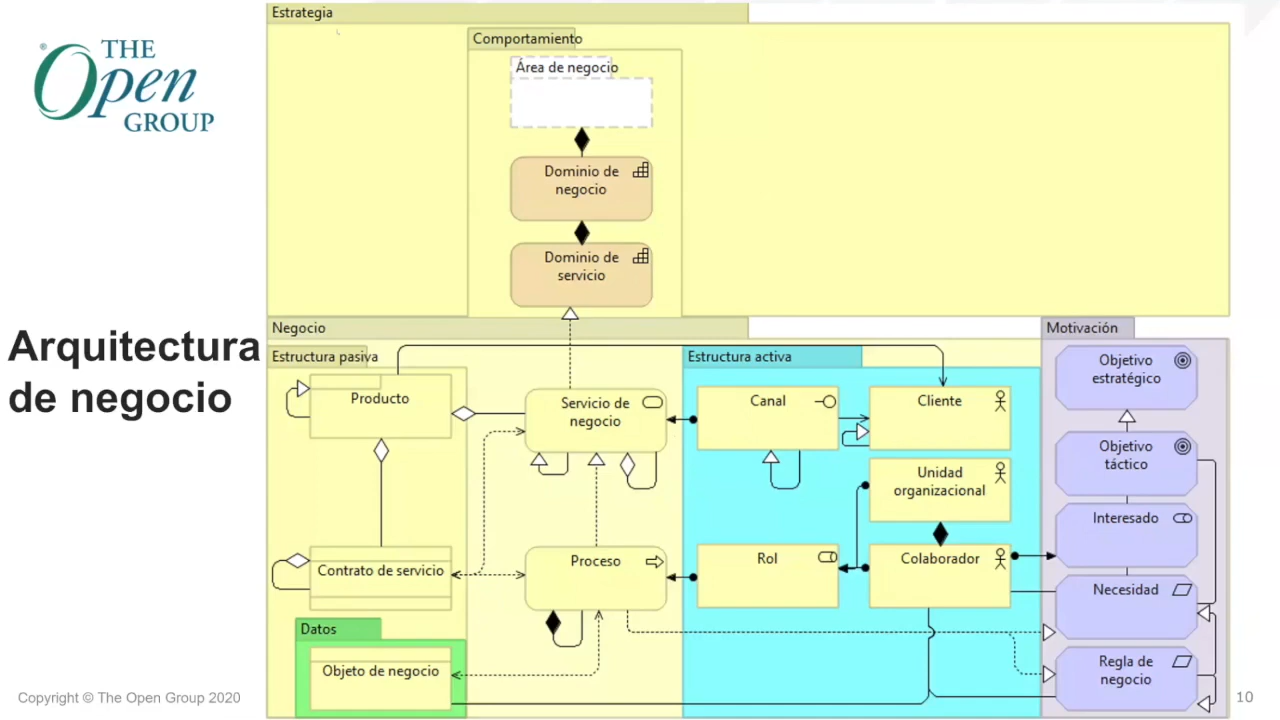 THE
Open
GROUP
Arquitectura
de negocio
Estrategia
Comportamiento
Área de negocio
Dominio de
negocio
Dominio de
servicio
Negocio
Estructura pasiva
Producto
Contrato de servicio
Datos
Objeto de negocio
Servicio de
negocio
Proceso
Estructura activa
Canal
Cliente
Unidad
organizacional
Rol
Colaborador
Motivación
Objetivo
estratégico
Objetivo
táctico
Interesado
Necesidad
Regla de
negocio
Copyright © The Open Group 2020
10